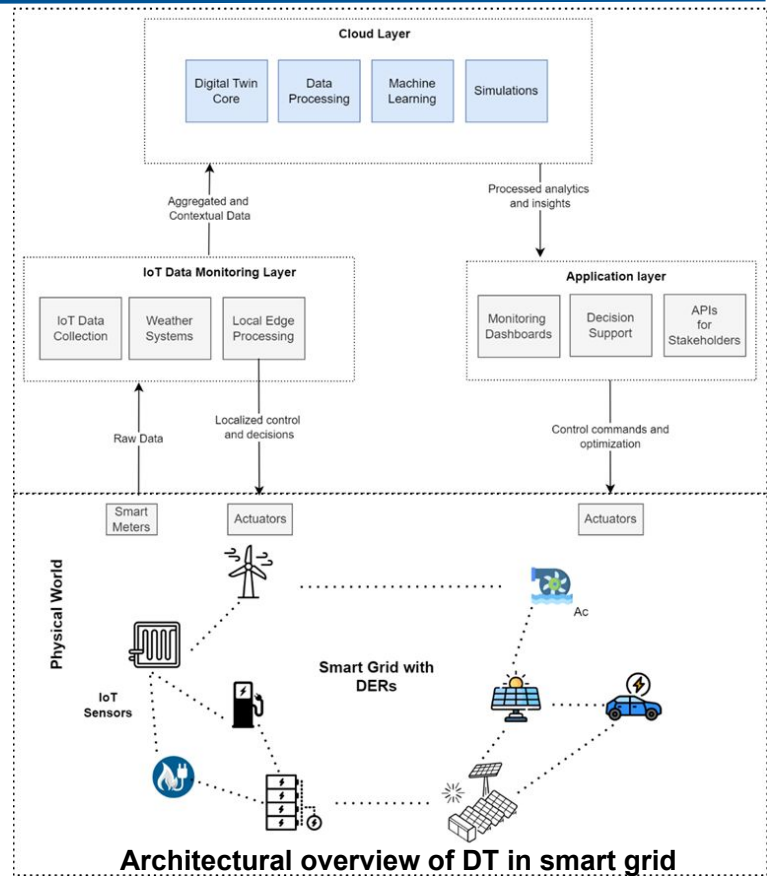 Cloud Layer
Digital Twin
Core
Data
Processing
Machine
Learning
Simulations
Aggregated and
Contextual Data
Processed analytics
and insights
IoT Data Monitoring Layer
IoT Data
Collection
Weather
Systems
Local Edge
Processing
Application layer
Monitoring
Dashboards
Decision
Support
APIs
for
Stakeholders
Raw Data
Localized control
and decisions
Control commands and
optimization
Smart
Meters
Actuators
Actuators
Physical World
Ac
Smart Grid with
DERs
IoT
Sensors
Architectural overview of DT in smart grid